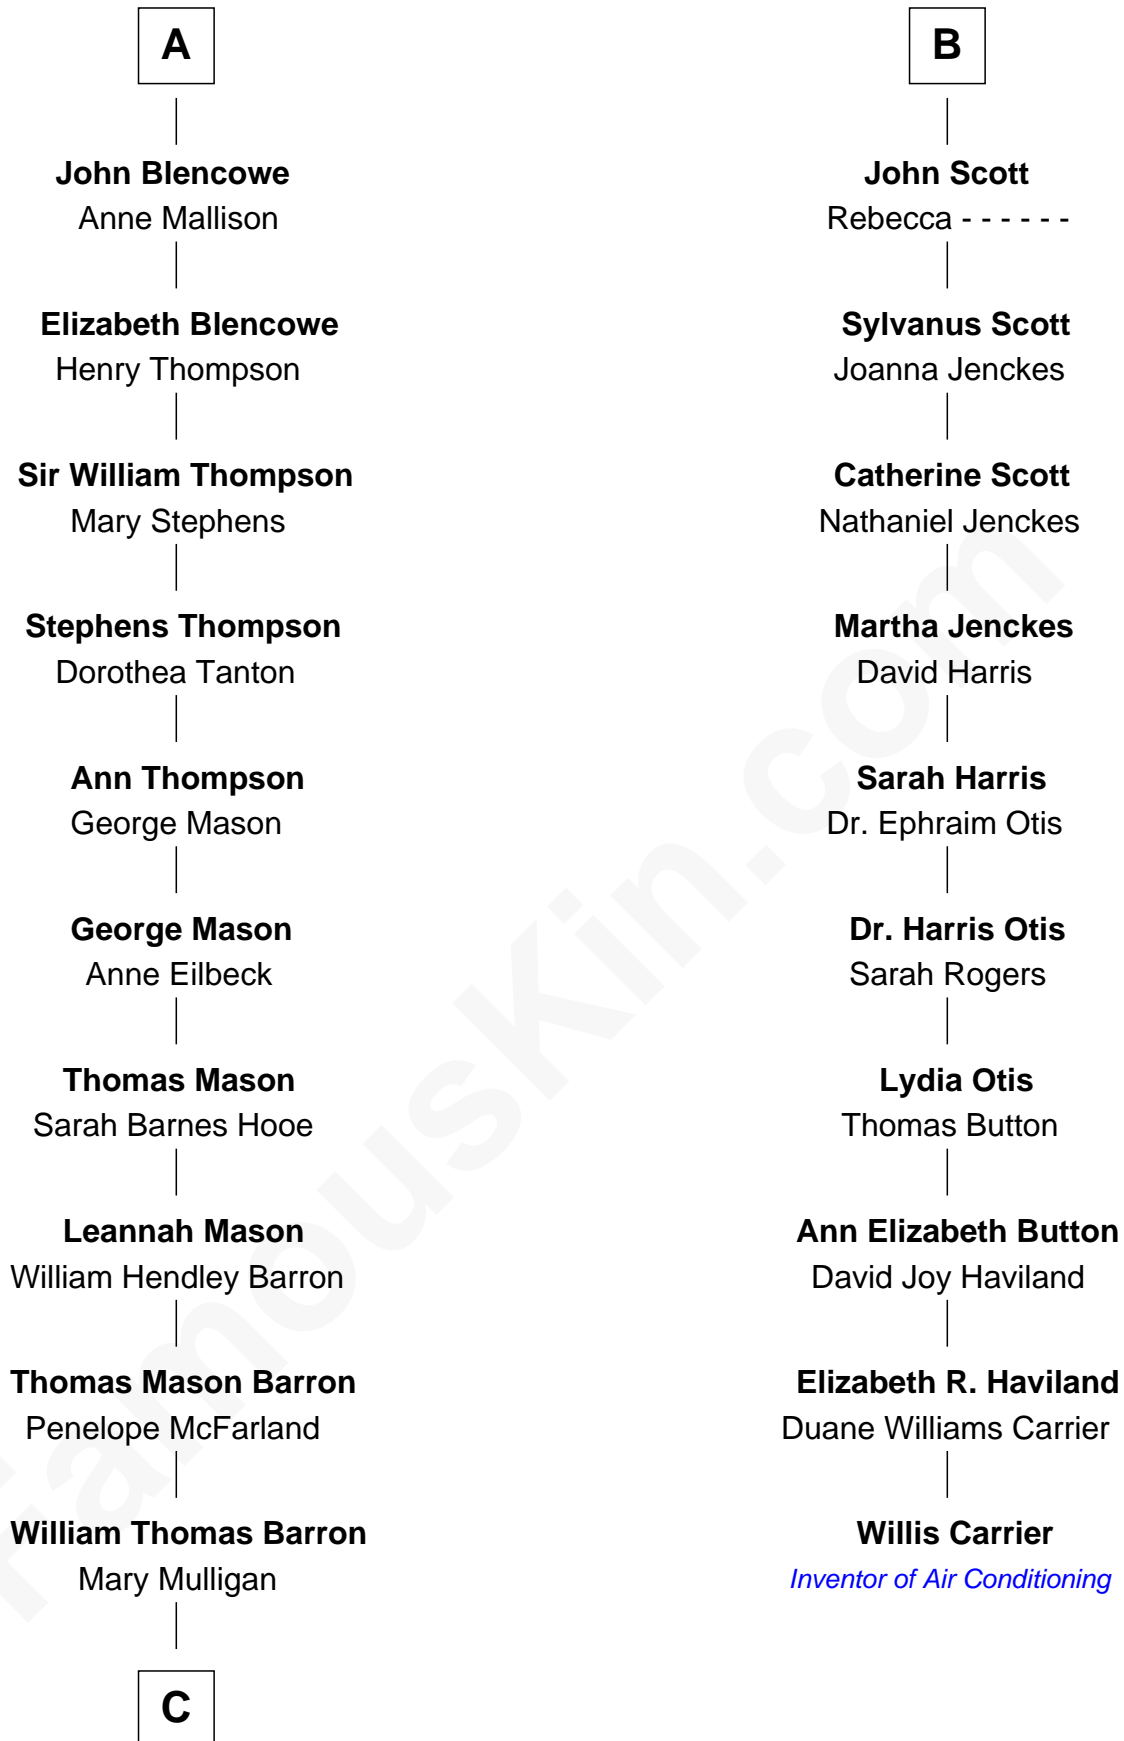 A
John Blencowe
Anne Mallison
Elizabeth Blencowe
Henry Thompson
Sir William Thompson
Mary Stephens
Stephens Thompson
Dorothea Tanton
Ann Thompson
George Mason
George Mason
Anne Eilbeck
Thomas Mason
Sarah Barnes Hooe
Leannah Mason
William Hendley Barron
Thomas Mason Barron
Penelope McFarland
William Thomas Barron
Mary Mulligan
C
B
John Scott
Rebecca - - - - - -
Sylvanus Scott
Joanna Jenckes
Catherine Scott
Nathaniel Jenckes
Martha Jenckes
David Harris
Sarah Harris
Dr. Ephraim Otis
Dr. Harris Otis
Sarah Rogers
Lydia Otis
Thomas Button
Ann Elizabeth Button
David Joy Haviland
Elizabeth R. Haviland
Duane Williams Carrier
Willis Carrier
Inventor of Air Conditioning
FamousKin.com